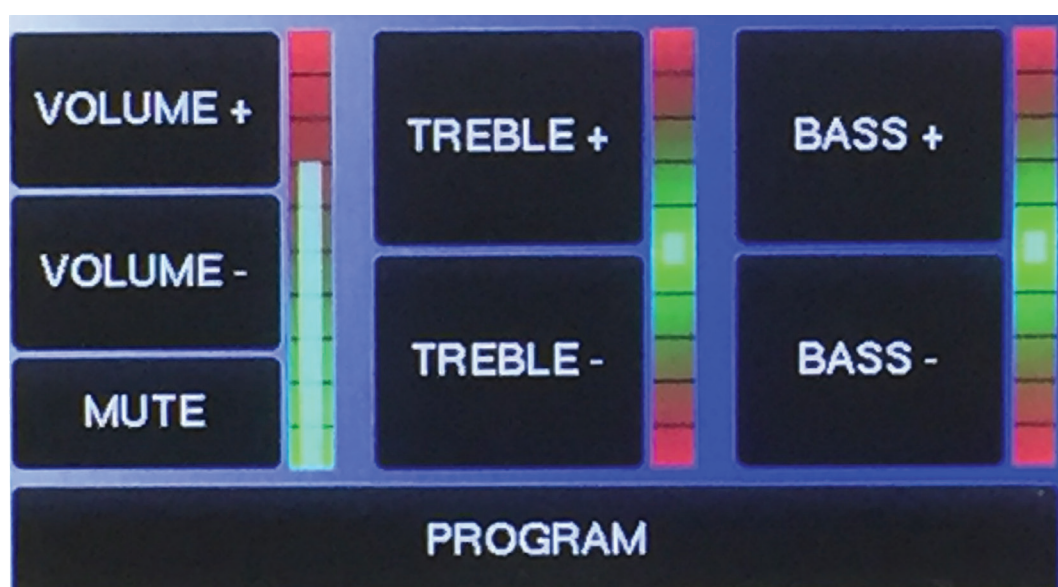 VOLUME +
VOLUME -
MUTE
TREBLE +
TREBLE -
BASS +
BASS -
PROGRAM